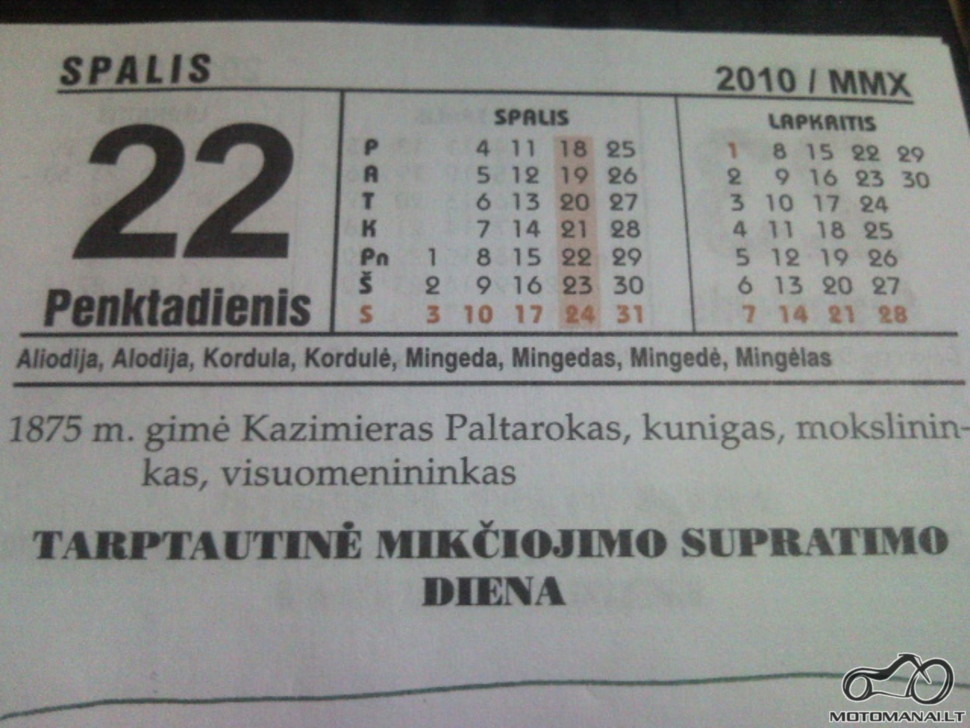 SPALIS 2010 / MMX
22
Penktadienis
SPALIS
P 4 11 18 25
A 5 12 19 26
T 6 13 20 27
K 7 14 21 28
Pn 1 8 15 22 29
Š 2 9 16 23 30
S 3 10 17 24 31
LAPKRITIS
1 8 15 22 29
2 9 16 23 30
3 10 17 24
4 11 18 25
5 12 19 26
6 13 20 27
7 14 21 28
Aliodija, Alodija, Kordula, Kordulė, Mingeda, Mingedas, Mingedė, Mingėlas
1875 m. gimė Kazimieras Paltarokas, kunigas, mokslinin-
kas, visuomenininkas
TARPTAUTINĖ MIKČIOJIMO SUPRATIMO
DIENA
MOTOMANAI.LT